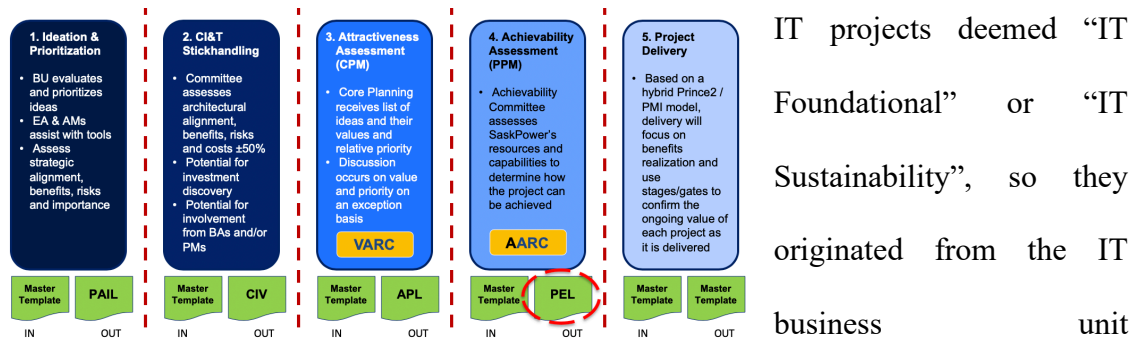 1. Ideation &
Prioritization
• BU evaluates
and prioritizes
ideas
• EA & AMs
assist with tools
• Assess
strategic
alignment,
benefits, risks
and importance
Master
Template
PAIL
IN
OUT
2. CI&T
Stickhandling
• Committee
assesses
architectural
alignment,
benefits, risks
and costs ±50%
• Potential for
investment
discovery
• Potential for
involvement
from BAs and/or
PMs
Master
Template
CIV
IN
OUT
3. Attractiveness
Assessment
(CPM)
• Core Planning
receives list of
ideas and their
values and
relative priority
• Discussion
occurs on value
and priority on
an exception
basis
VARC
Master
Template
APL
IN
OUT
4. Achievability
Assessment
(PPM)
• Achievability
Committee
assesses
SaskPower's
resources and
capabilities to
determine how
the project can
be achieved
AARC
Master
Template
PEL
IN
OUT
5. Project
Delivery
• Based on a
hybrid Prince2 /
PMI model,
delivery will
focus on
benefits
realization and
use
stages/gates to
confirm the
ongoing value of
each project as
it is delivered
Master
Template
Master
Template
IN
OUT
IT projects deemed “IT
Foundational” or “IT
Sustainability”, so they
originated from the IT
business unit